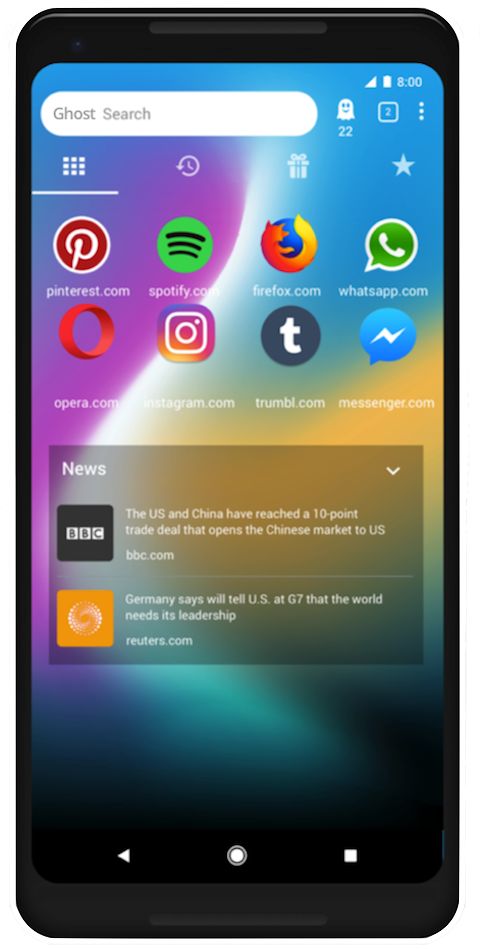 8:00
Ghost Search
2
22
pinterest.com spotify.com firefox.com whatsapp.com
opera.com instagram.com trumbl.com messenger.com
News
The US and China have reached a 10-point
trade deal that opens the Chinese market to US
BBC
bbc.com
Germany says will tell U.S. at G7 that the world
needs its leadership
reuters.com